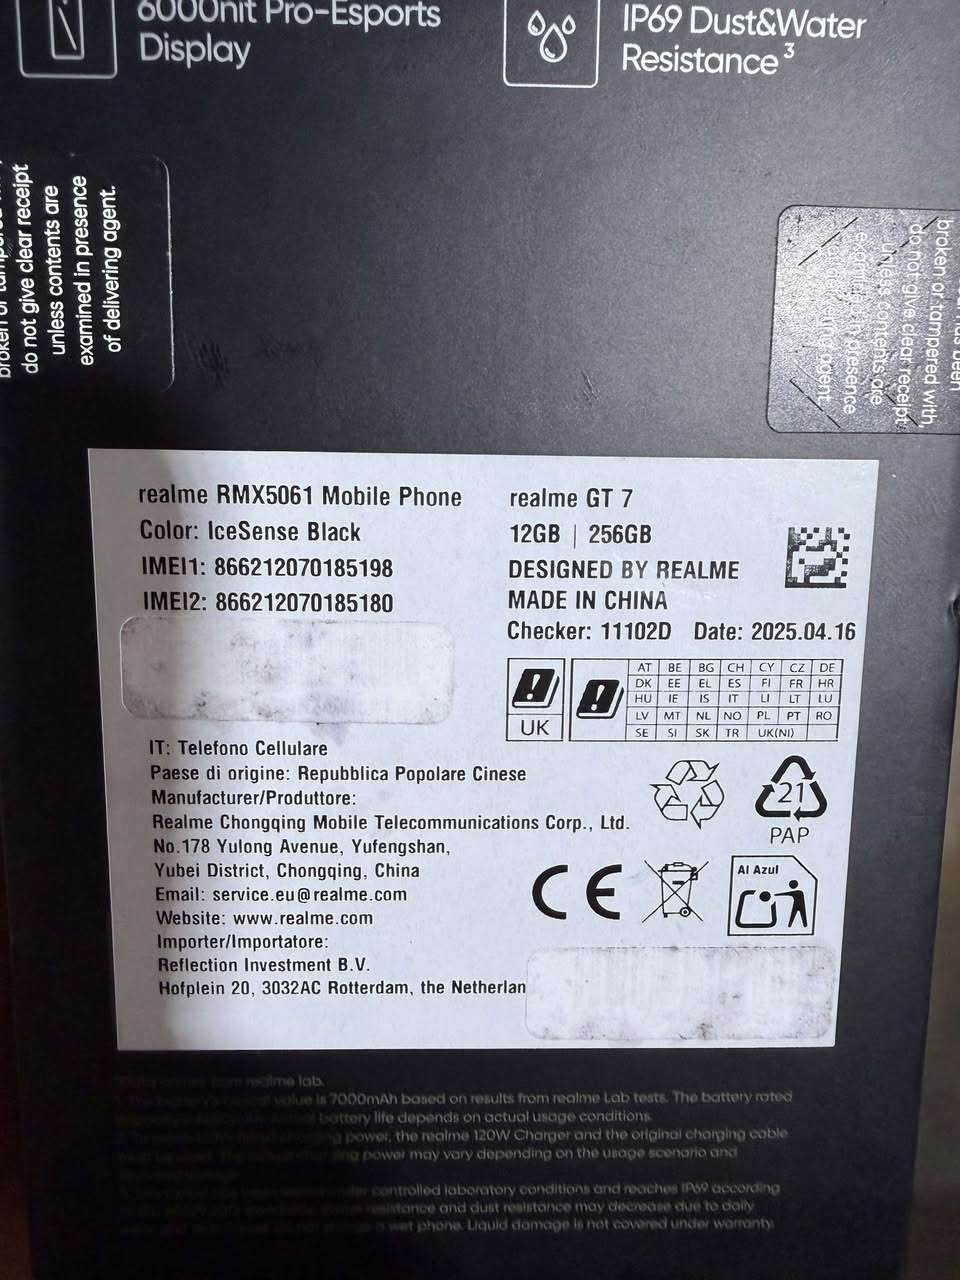 6000nit Pro-Esports
Display
IP69 Dust&Water
Resistance³
do not give clear receipt
unless contents are
examined in presence
of delivering agent.
been
broken or tampered with,
do not give clear receipt
unless contents are
examined in presence
agent.
realme RMX5061 Mobile Phone
Color: IceSense Black
IMEI1: 866212070185198
IMEI2: 866212070185180
realme GT 7
12GB | 256GB
DESIGNED BY REALME
MADE IN CHINA
Checker: 11102D Date: 2025.04.16
UK
AT BE BG CH CY CZ DE
DK EE EL ES FI FR HR
HU IE IS IT LI LT LU
LV MT NL NO PL PT RO
SE SI SK TR UK(NI)
IT: Telefono Cellulare
Paese di origine: Repubblica Popolare Cinese
Manufacturer/Produttore:
Realme Chongqing Mobile Telecommunications Corp., Ltd.
No.178 Yulong Avenue, Yufengshan,
Yubei District, Chongqing, China
Email: service.eu@realme.com
Website: www.realme.com
Importer/Importatore:
Reflection Investment B.V.
Hofplein 20, 3032AC Rotterdam, the Netherlan
21
PAP
CE
Al Azul
from realme lab.
value is 7000mAh based on results from realme Lab tests. The battery rated
battery life depends on actual usage conditions.
power, the realme 120W Charger and the original charging cable
power may vary depending on the usage scenario and
controlled laboratory conditions and reaches IP69 according
resistance and dust resistance may decrease due to daily
a wet phone. Liquid damage is not covered under warranty